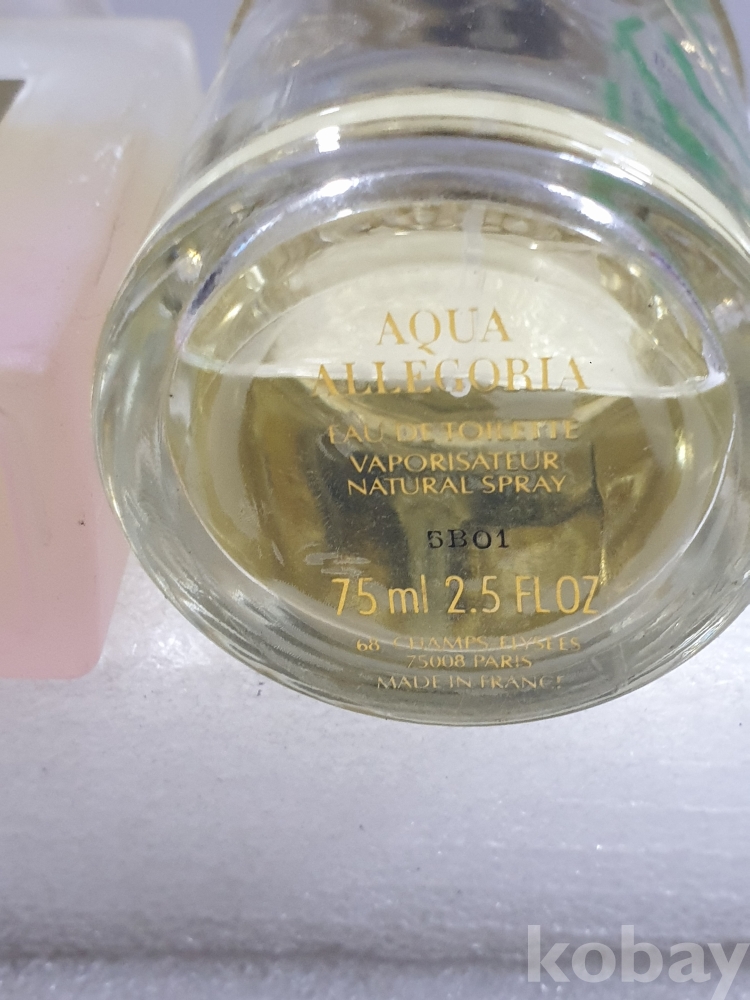 AQUA
ALLEGORIA
EAU DE TOILETTE
VAPORISATEUR
NATURAL SPRAY
5B01
75 ml 2.5 FL OZ
68 CHAMPS ELYSEES
75008 PARIS
MADE IN FRANCE
kobay